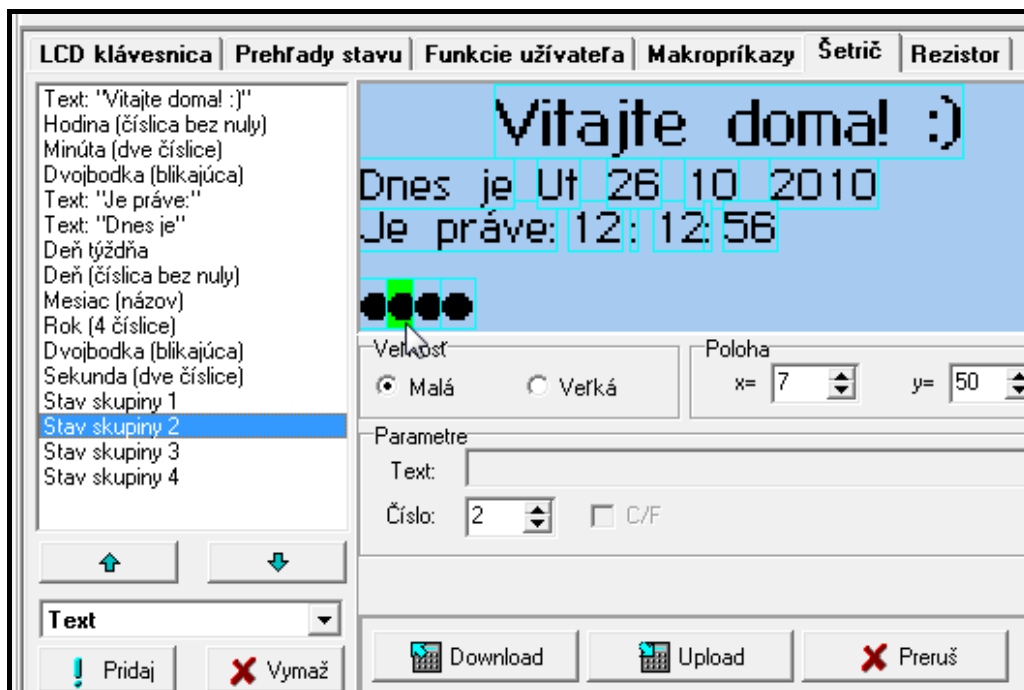 LCD klávesnica Prehľady stavu Funkcie užívateľa Makropríkazy Šetrič Rezistor
Text: "Vitajte doma! :)"
Hodina (číslica bez nuly)
Minúta (dve číslice)
Dvojbodka (blikajúca)
Text: "Je práve:"
Text: "Dnes je"
Deň týždňa
Deň (číslica bez nuly)
Mesiac (názov)
Rok (4 číslice)
Dvojbodka (blikajúca)
Sekunda (dve číslice)
Stav skupiny 1
Stav skupiny 2
Stav skupiny 3
Stav skupiny 4
Text
Pridaj Vymaž
Vitajte doma! :)
Dnes je Ut 26 10 2010
Je práve: 12: 12: 56
Veľkosť
Malá Veľká
Poloha
x= 7 y= 50
Parametre
Text:
Číslo: 2 C/F
Download Upload Preruš